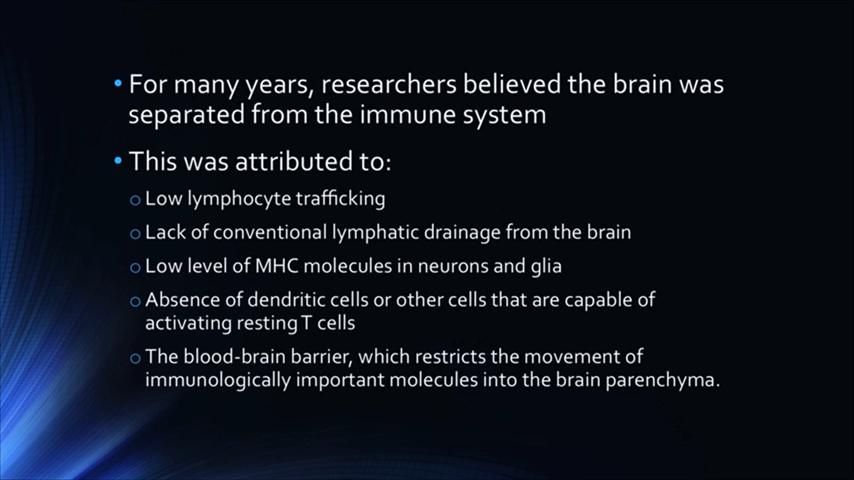 • For many years, researchers believed the brain was
separated from the immune system
• This was attributed to:
o Low lymphocyte trafficking
o Lack of conventional lymphatic drainage from the brain
o Low level of MHC molecules in neurons and glia
o Absence of dendritic cells or other cells that are capable of
activating resting T cells
o The blood-brain barrier, which restricts the movement of
immunologically important molecules into the brain parenchyma.